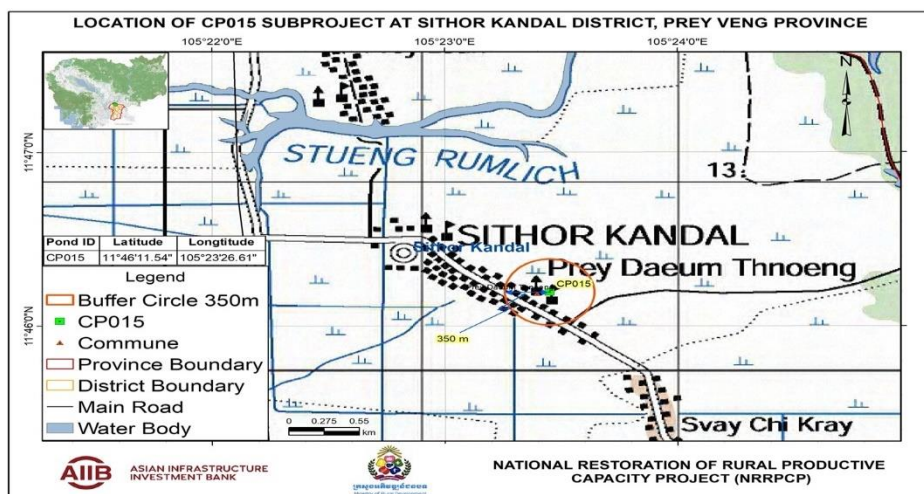 LOCATION OF CP015 SUBPROJECT AT SITHOR KANDAL DISTRICT, PREY VENG PROVINCE
105°22'0"E
105°23'0"E
105°24'0"E
N
11°47'0"N
STUENG RUMLICH
13
SITHOR KANDAL
Sithor Kandal
Prey Daeum Thnoeng
CP015
350 m
11°46'0"N
Svay Chi Kray
Pond ID Latitude Longtitude
CP015 11°46'11.54" 105°23'26.61"
Legend
Buffer Circle 350m
CP015
Commune
Province Boundary
District Boundary
Main Road
Water Body
0 0.275 0.55
km
AIIB ASIAN INFRASTRUCTURE
INVESTMENT BANK
NATIONAL RESTORATION OF RURAL PRODUCTIVE
CAPACITY PROJECT (NRRPCP)